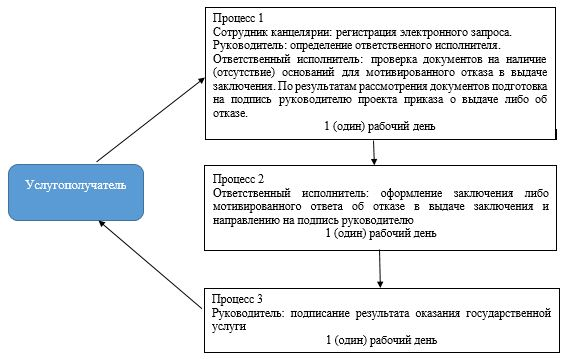 Процесс 1
Сотрудник канцелярии: регистрация электронного запроса.
Руководитель: определение ответственного исполнителя.
Ответственный исполнитель: проверка документов на наличие
(отсутствие) оснований для мотивированного отказа в выдаче
заключения. По результатам рассмотрения документов подготовка
на подпись руководителю проекта приказа о выдаче либо об
отказе.
1 (один) рабочий день
Услугополучатель
Процесс 2
Ответственный исполнитель: оформление заключения либо
мотивированного ответа об отказе в выдаче заключения и
направлению на подпись руководителю
1 (один) рабочий день
Процесс 3
Руководитель: подписание результата оказания государственной
услуги
1 (один) рабочий день